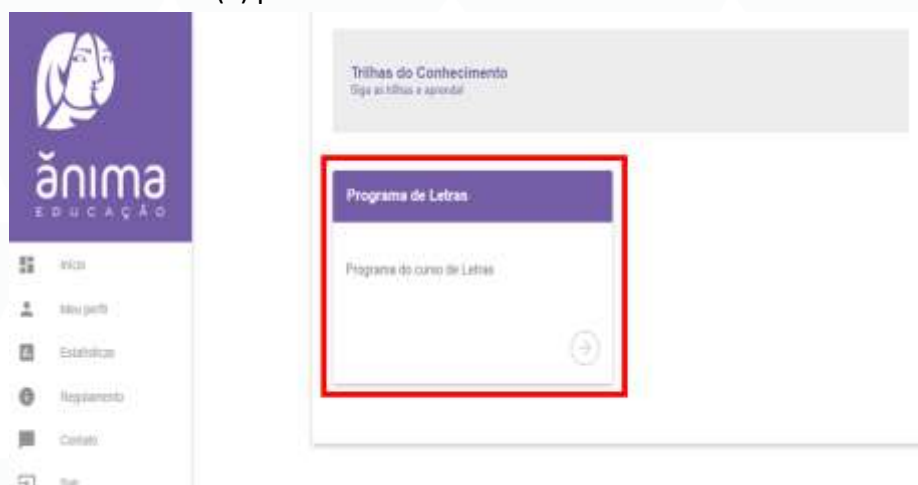 ănima
EDUCAÇÃO
Início
Meu perfil
Estatísticas
Regulamento
Contato
Sair
Trilhas do Conhecimento
Siga as trilhas e aprenda!
Programa de Letras
Programa do curso de Letras